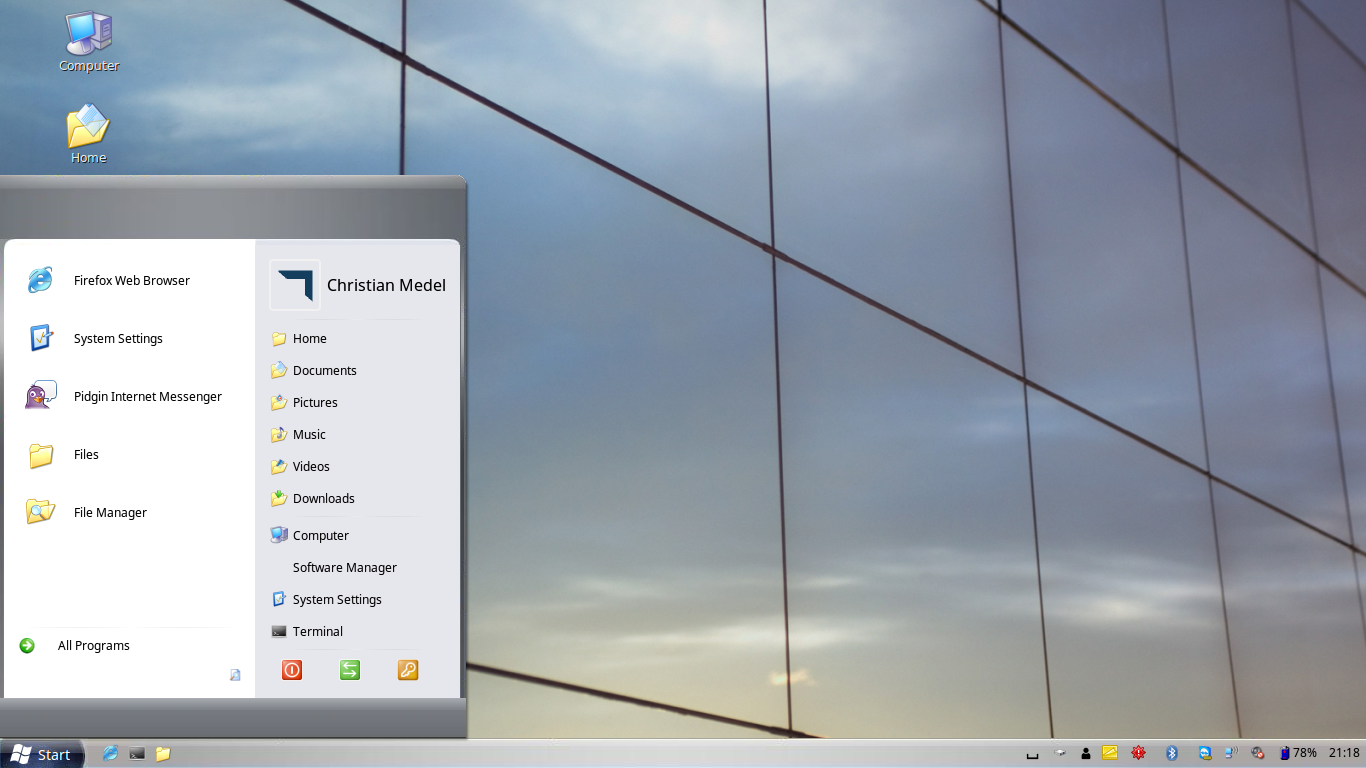 Computer
Home
Christian Medel
Firefox Web Browser
System Settings
Pidgin Internet Messenger
Files
File Manager
All Programs
Home
Documents
Pictures
Music
Videos
Downloads
Computer
Software Manager
System Settings
Terminal
Start
78%
21:18